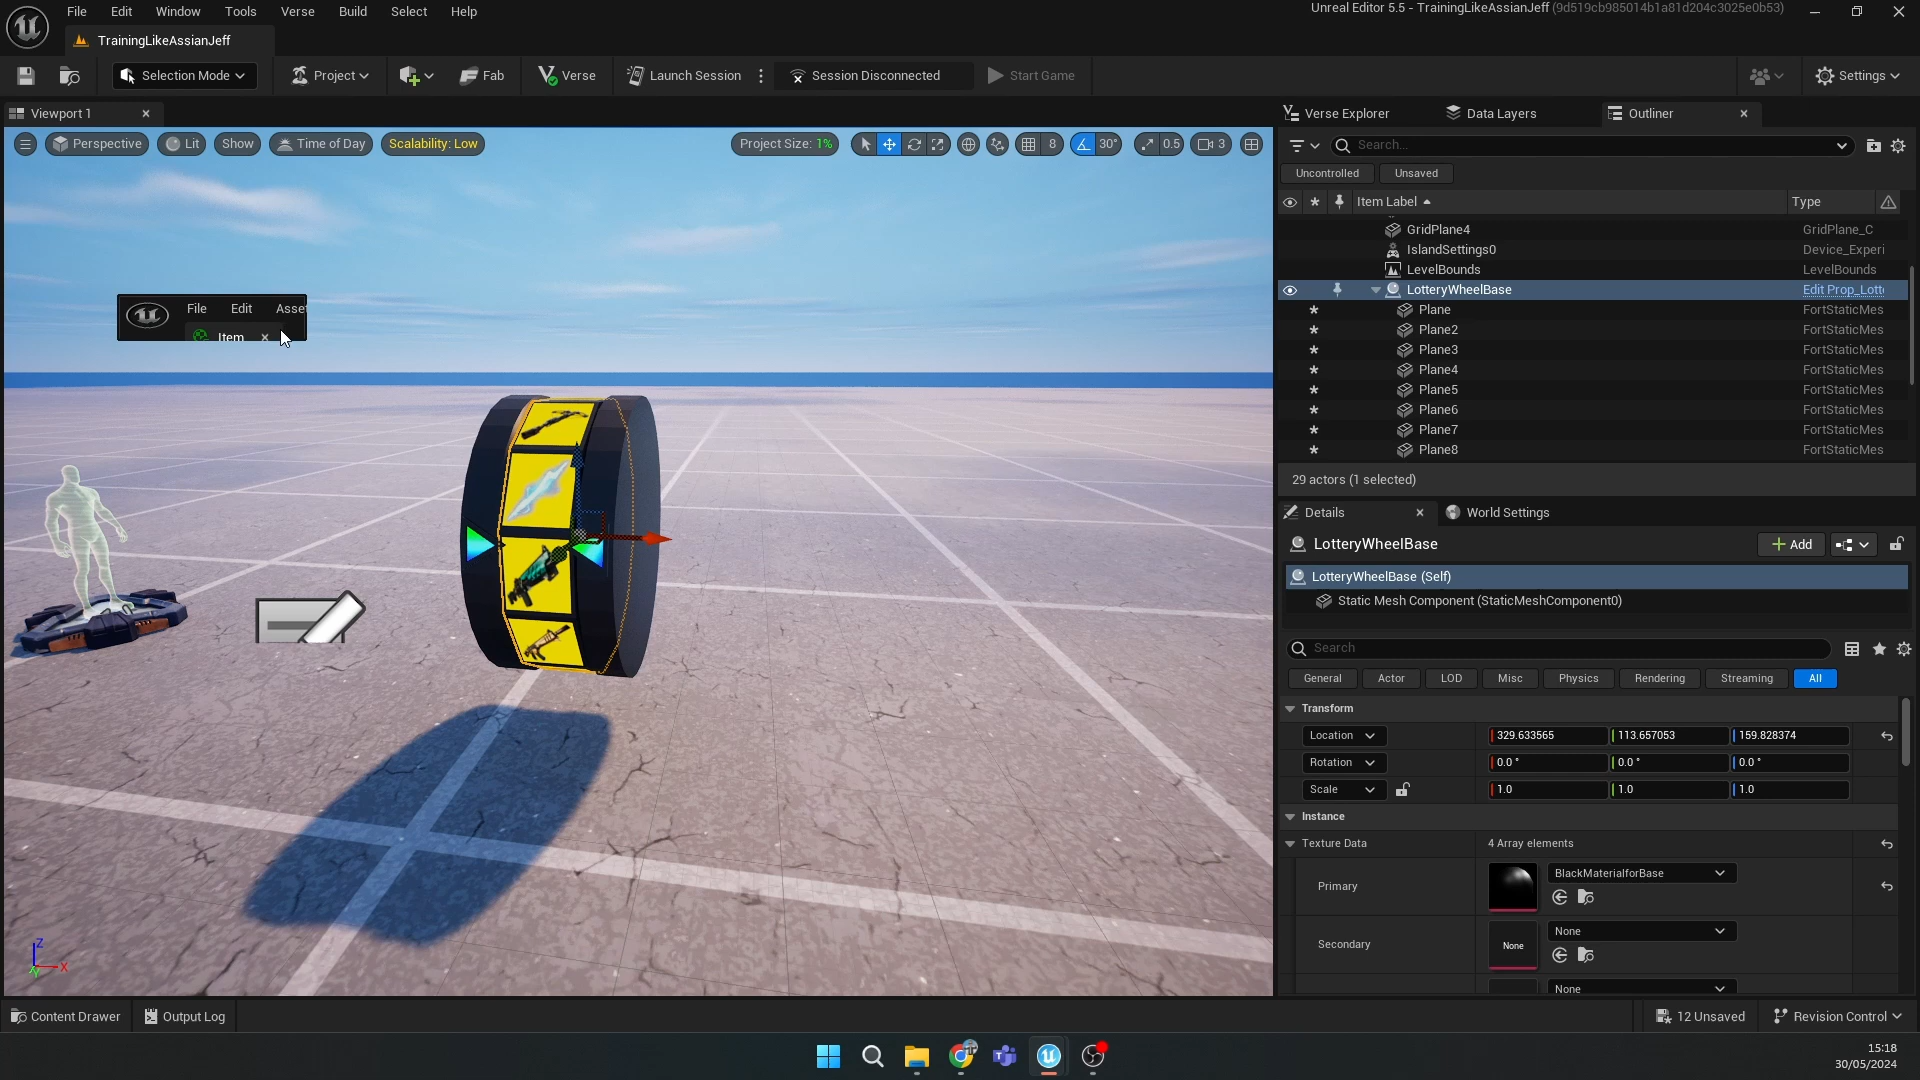 File Edit Window Tools Verse Build Select Help
Unreal Editor 5.5 - TrainingLikeAssianJeff (9d519cb985014b1a81d204c3025e0b53)
TrainingLikeAssianJeff
Selection Mode Project Fab Verse Launch Session Session Disconnected Start Game Settings
Viewport 1
Perspective Lit Show Time of Day Scalability: Low Project Size: 1% 8 30° 0.5 3
File Edit Asset
Item
X
Y
Z
Verse Explorer Data Layers Outliner
Search...
Uncontrolled Unsaved
Item Label Type
GridPlane4 GridPlane_C
IslandSettings0 Device_Experi
LevelBounds LevelBounds
LotteryWheelBase Edit Prop_Lott
Plane FortStaticMes
Plane2 FortStaticMes
Plane3 FortStaticMes
Plane4 FortStaticMes
Plane5 FortStaticMes
Plane6 FortStaticMes
Plane7 FortStaticMes
Plane8 FortStaticMes
29 actors (1 selected)
Details World Settings
LotteryWheelBase Add
LotteryWheelBase (Self)
Static Mesh Component (StaticMeshComponent0)
Search
General Actor LOD Misc Physics Rendering Streaming All
Transform
Location 329.633565 113.657053 159.828374
Rotation 0.0 ° 0.0 ° 0.0 °
Scale 1.0 1.0 1.0
Instance
Texture Data 4 Array elements
Primary BlackMaterialforBase
Secondary None None
None
Content Drawer Output Log 12 Unsaved Revision Control
15:18
30/05/2024